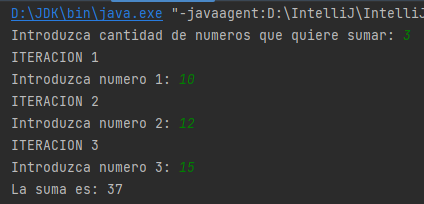 D:\JDK\bin\java.exe "-javaagent:D:\IntelliJ\IntelliJ
Introduzca cantidad de numeros que quiere sumar: 3
ITERACION 1
Introduzca numero 1: 10
ITERACION 2
Introduzca numero 2: 12
ITERACION 3
Introduzca numero 3: 15
La suma es: 37